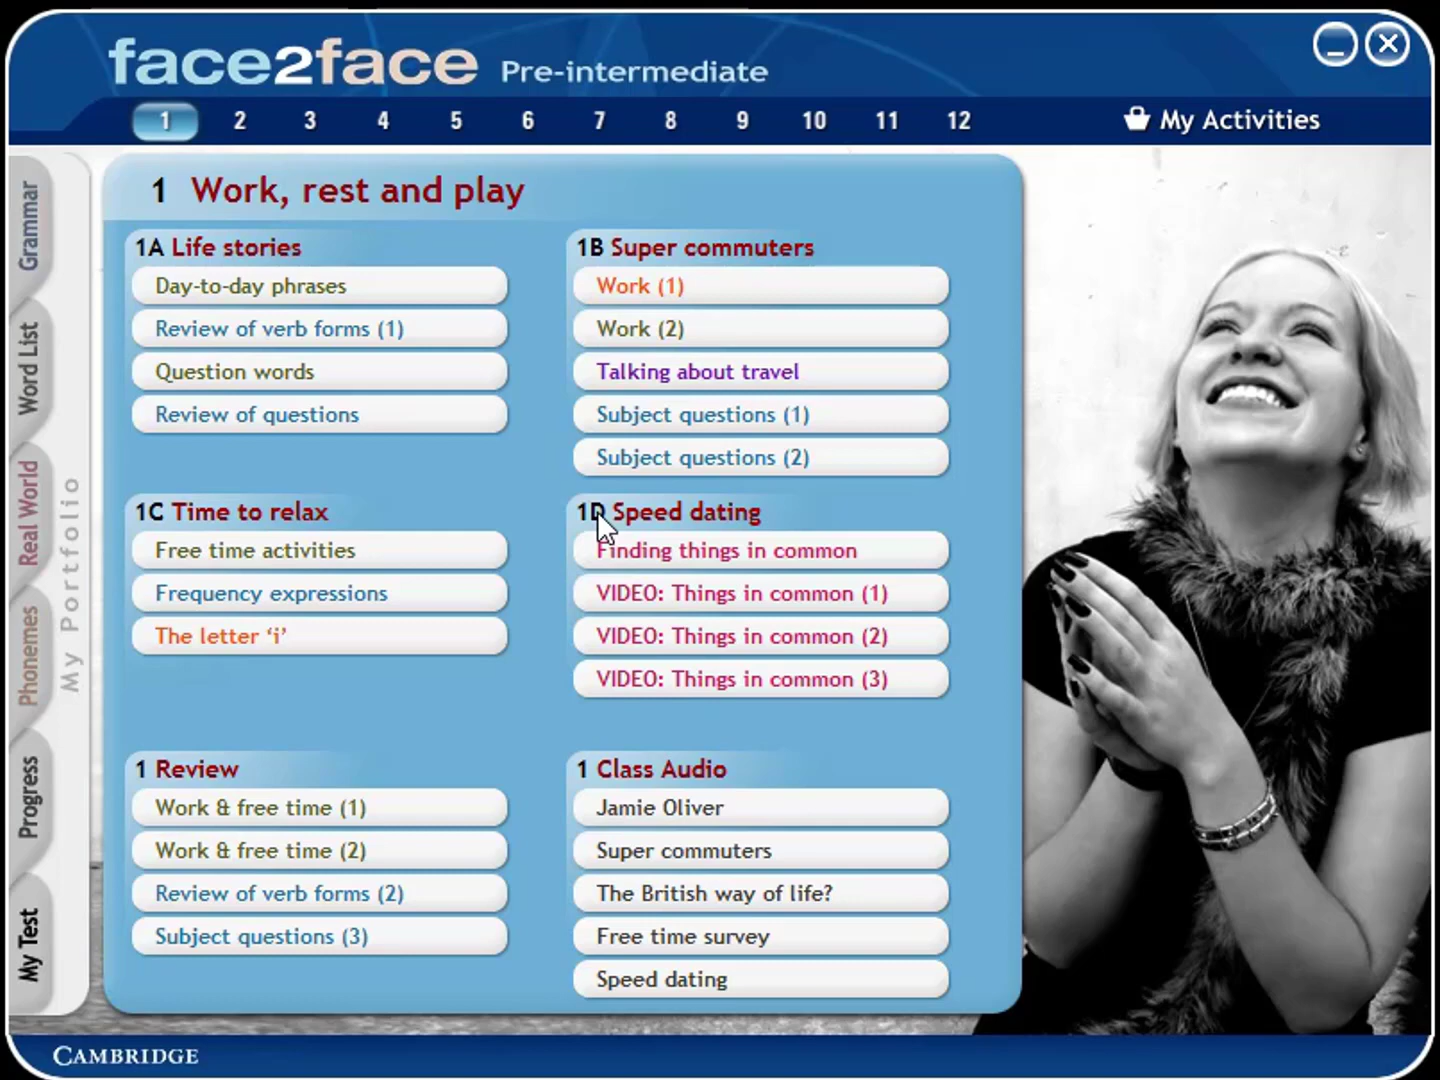 face2face Pre-intermediate
1 2 3 4 5 6 7 8 9 10 11 12
My Activities
Grammar
Word List
Real World
Phonemes
Progress
My Test
My Portfolio
1 Work, rest and play
1A Life stories
Day-to-day phrases
Review of verb forms (1)
Question words
Review of questions
1B Super commuters
Work (1)
Work (2)
Talking about travel
Subject questions (1)
Subject questions (2)
1C Time to relax
Free time activities
Frequency expressions
The letter ‘i’
1D Speed dating
Finding things in common
VIDEO: Things in common (1)
VIDEO: Things in common (2)
VIDEO: Things in common (3)
1 Review
Work & free time (1)
Work & free time (2)
Review of verb forms (2)
Subject questions (3)
1 Class Audio
Jamie Oliver
Super commuters
The British way of life?
Free time survey
Speed dating
CAMBRIDGE